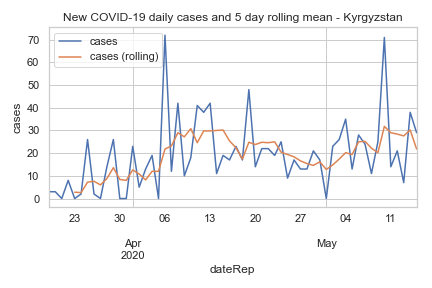 New COVID-19 daily cases and 5 day rolling mean - Kyrgyzstan
cases
cases (rolling)
70
60
50
40
30
20
10
0
cases
23
30
06
13
20
27
04
11
Apr
2020
May
dateRep